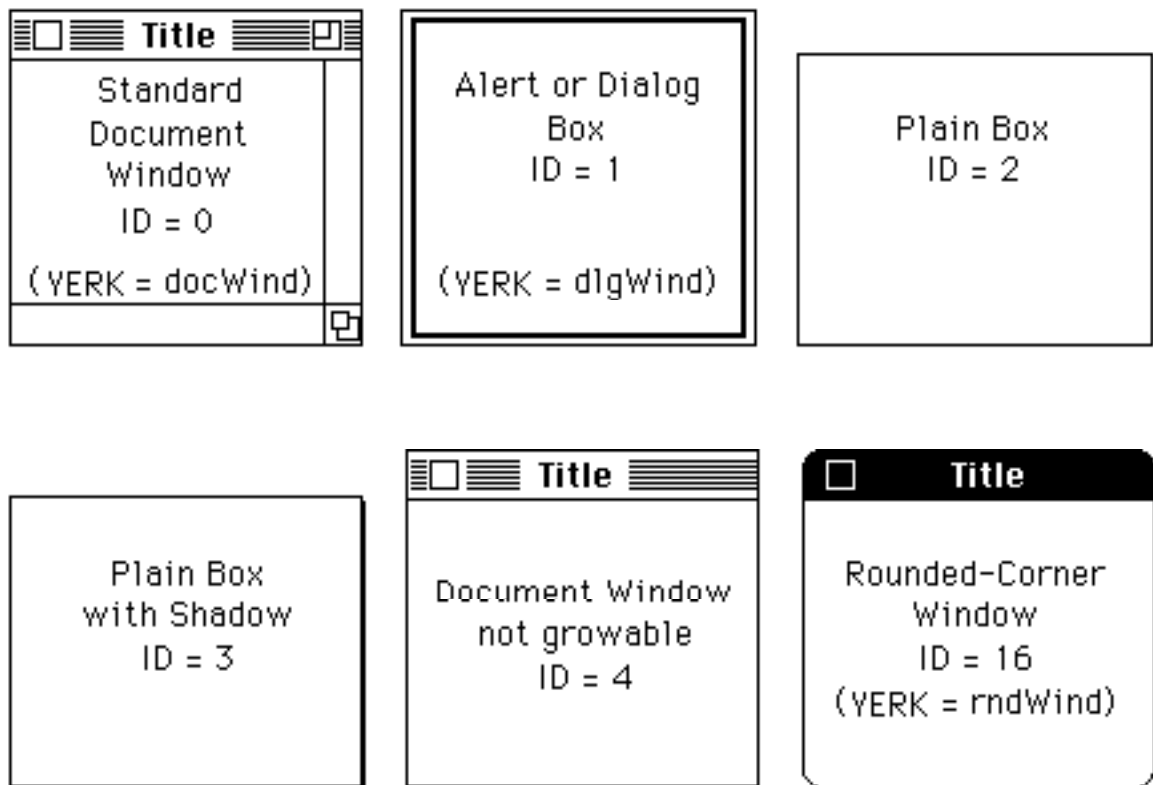 Title
Standard
Document
Window
ID = 0
(YERK = docWind)
Alert or Dialog
Box
ID = 1
(YERK = dlgWind)
Plain Box
ID = 2
Plain Box
with Shadow
ID = 3
Title
Document Window
not growable
ID = 4
Title
Rounded-Corner
Window
ID = 16
(YERK = rndWind)